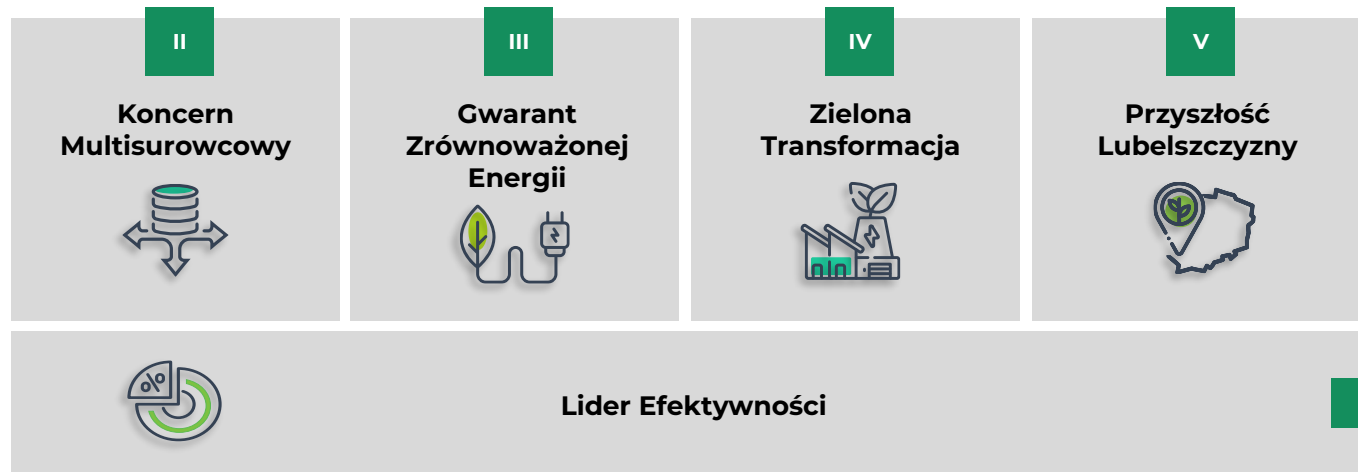 II
Koncern
Multisurowcowy
III
Gwarant
Zrównoważonej
Energii
IV
Zielona
Transformacja
V
Przyszłość
Lubelszczyzny
%
Lider Efektywności